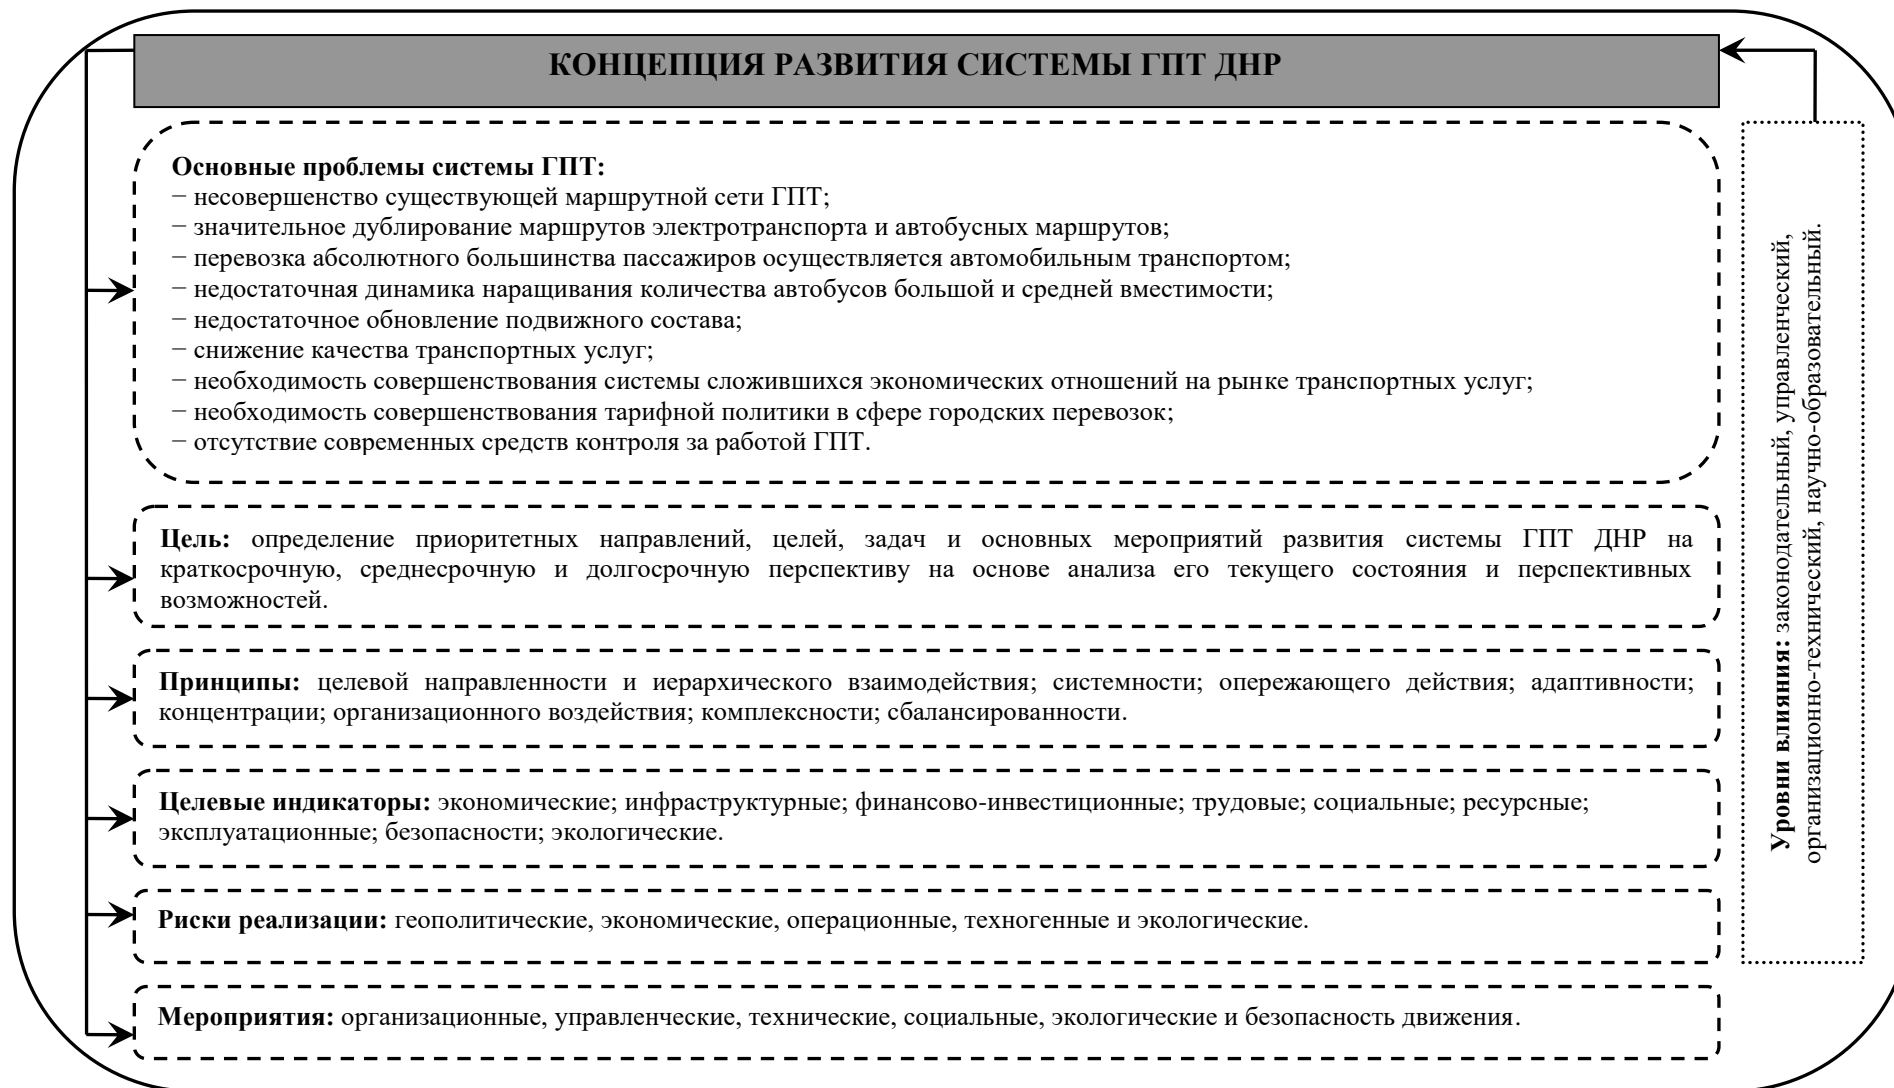 КОНЦЕПЦИЯ РАЗВИТИЯ СИСТЕМЫ ГПТ ДНР
Основные проблемы системы ГПТ:
− несовершенство существующей маршрутной сети ГПТ;
− значительное дублирование маршрутов электротранспорта и автобусных маршрутов;
− перевозка абсолютного большинства пассажиров осуществляется автомобильным транспортом;
− недостаточная динамика наращивания количества автобусов большой и средней вместимости;
− недостаточное обновление подвижного состава;
− снижение качества транспортных услуг;
− необходимость совершенствования системы сложившихся экономических отношений на рынке транспортных услуг;
− необходимость совершенствования тарифной политики в сфере городских перевозок;
− отсутствие современных средств контроля за работой ГПТ.
Цель: определение приоритетных направлений, целей, задач и основных мероприятий развития системы ГПТ ДНР на
краткосрочную, среднесрочную и долгосрочную перспективу на основе анализа его текущего состояния и перспективных
возможностей.
Принципы: целевой направленности и иерархического взаимодействия; системности; опережающего действия; адаптивности;
концентрации; организационного воздействия; комплексности; сбалансированности.
Целевые индикаторы: экономические; инфраструктурные; финансово-инвестиционные; трудовые; социальные; ресурсные;
эксплуатационные; безопасности; экологические.
Риски реализации: геополитические, экономические, операционные, техногенные и экологические.
Мероприятия: организационные, управленческие, технические, социальные, экологические и безопасность движения.
Уровни влияния: законодательный, управленческий,
организационно-технический, научно-образовательный.